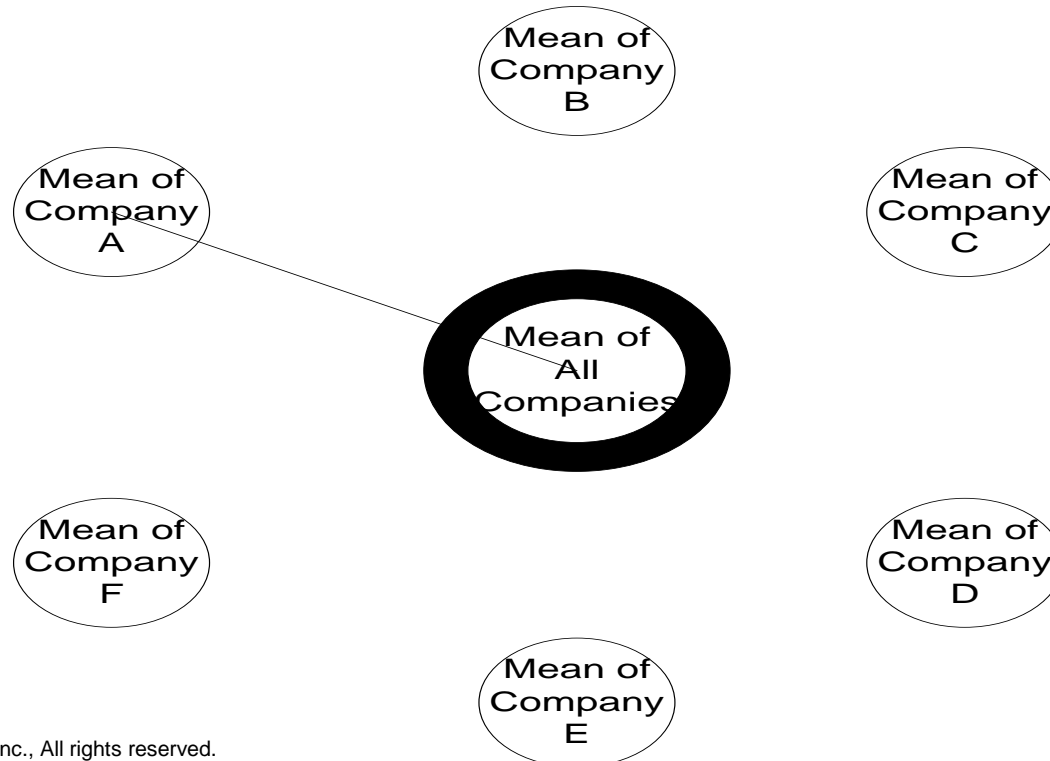 Mean of
Company
B
Mean of
Company
A
Mean of
Company
C
Mean of
All
Companies
Mean of
Company
F
Mean of
Company
D
Mean of
Company
E
nc., All rights reserved.